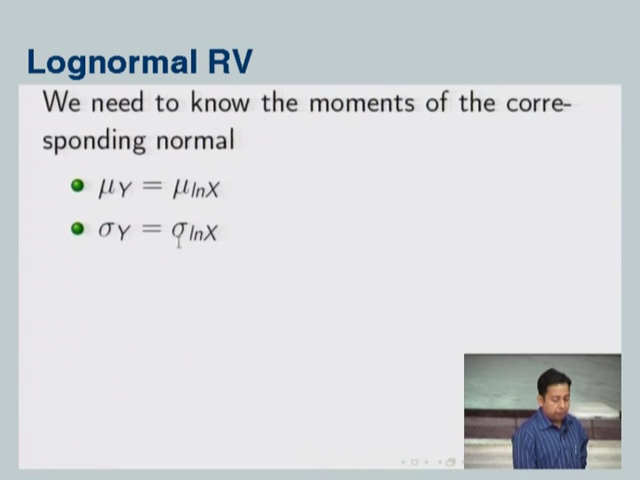 Lognormal RV
We need to know the moments of the corre-
sponding normal
μY = μlnX
σY = σlnX